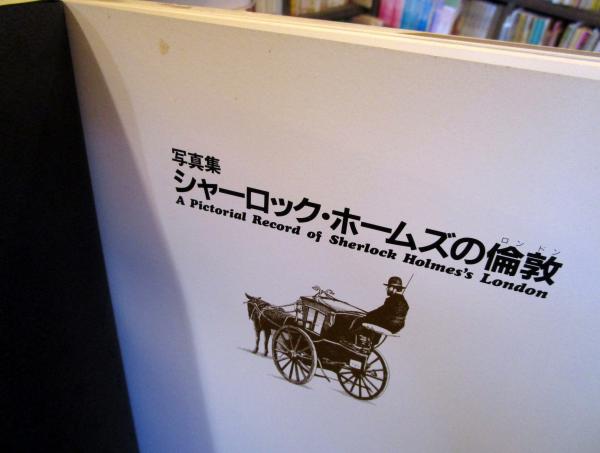 写真集
シャーロック・ホームズの倫敦
ロンドン
A Pictorial Record of Sherlock Holmes's London